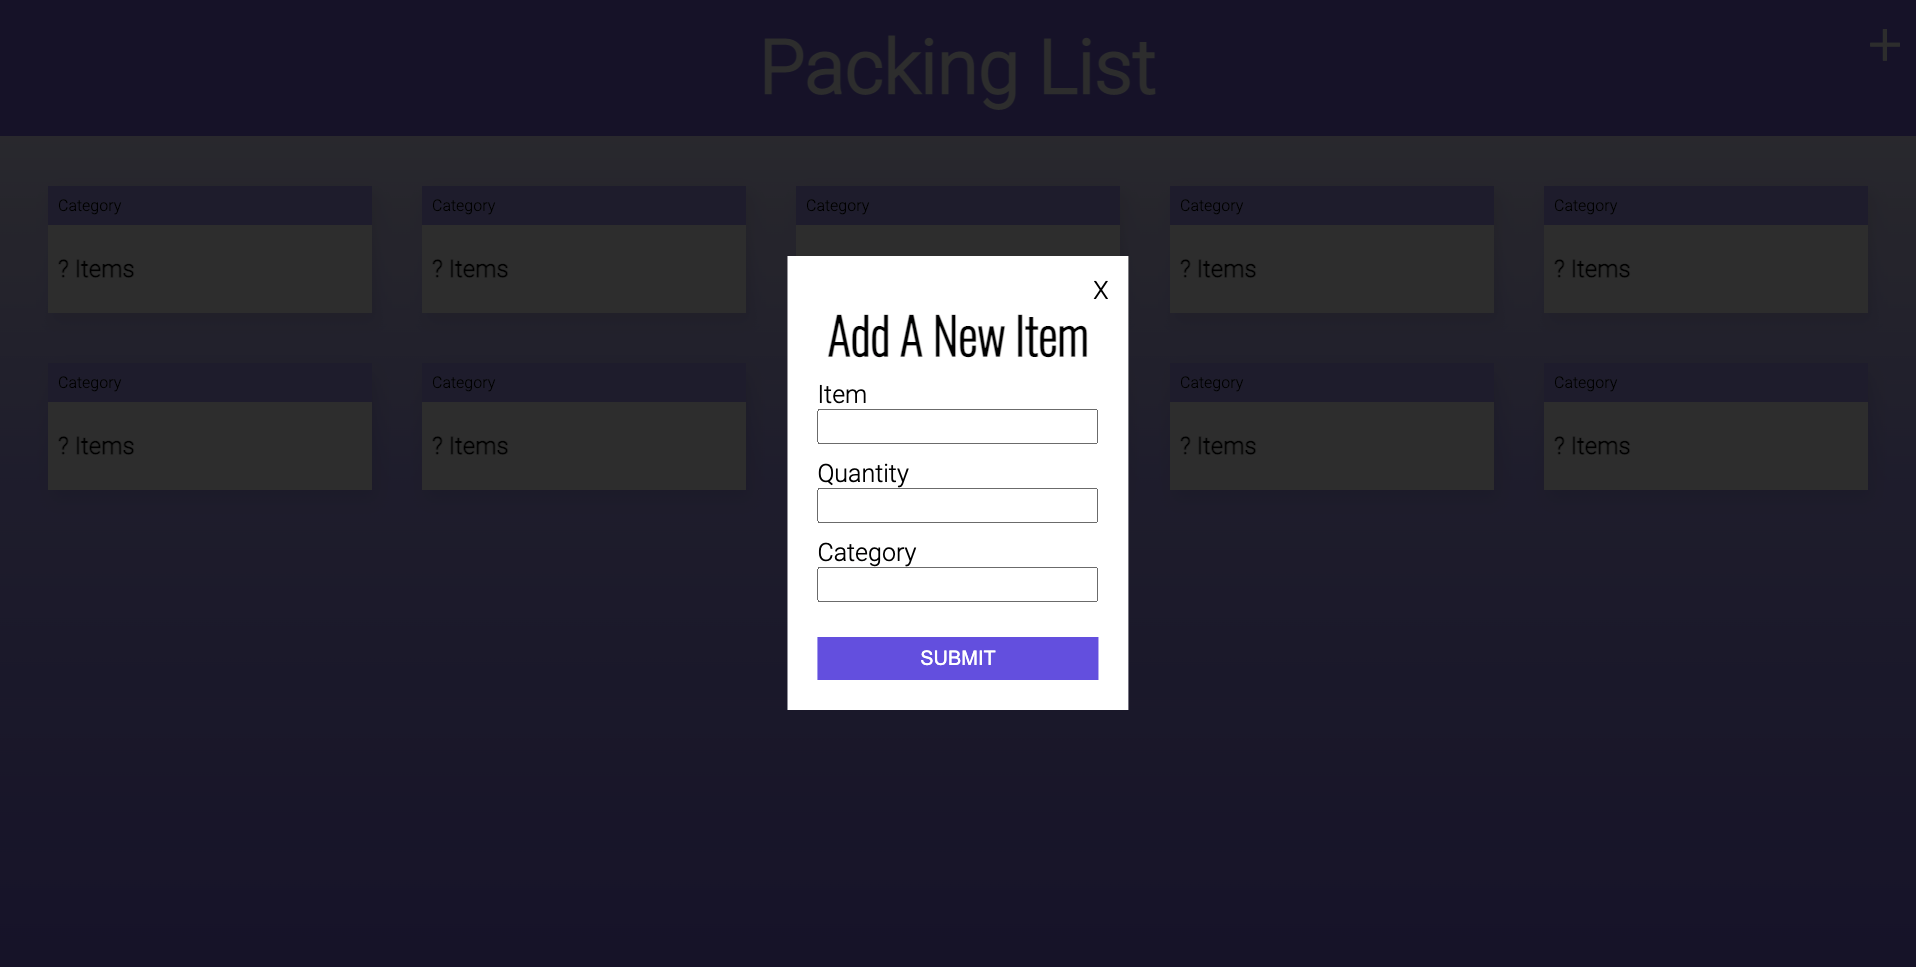 Packing List
+
Category
Category
Category
Category
Category
? Items
? Items
? Items
? Items
X
Add A New Item
Item
Quantity
Category
SUBMIT
Category
Category
Category
Category
? Items
? Items
? Items
? Items